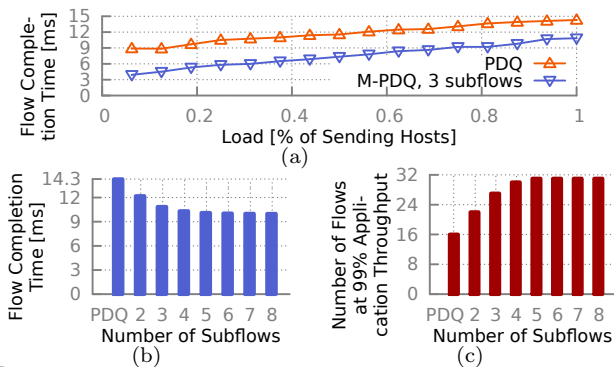 15
12
9
6
3
0
Flow Comple-
tion Time [ms]
PDQ
M-PDQ, 3 subflows
0 0.2 0.4 0.6 0.8 1
Load [% of Sending Hosts]
(a)
14.3
12
9
6
3
0
Flow Completion
Time [ms]
PDQ 2 3 4 5 6 7 8
Number of Subflows
(b)
32
24
16
8
0
Number of Flows
at 99% Appli-
cation Throughput
PDQ 2 3 4 5 6 7 8
Number of Subflows
(c)